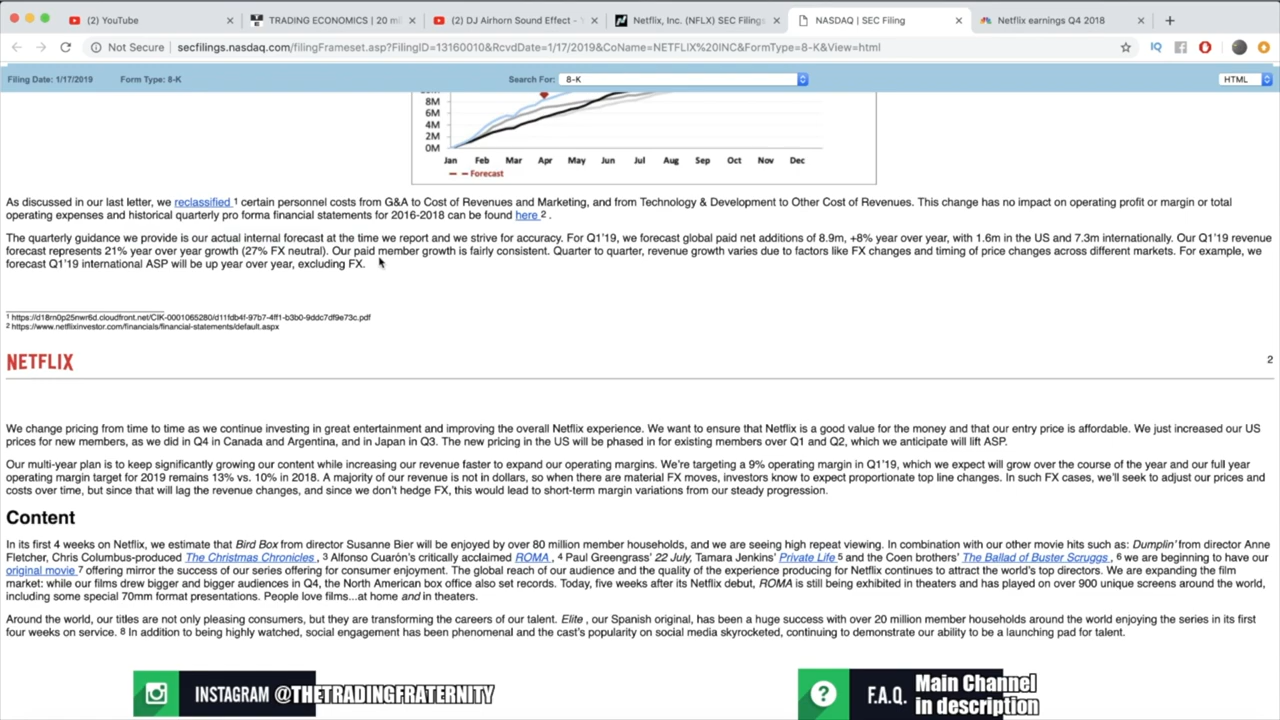 (2) YouTube
TRADING ECONOMICS | 20 mi
(2) DJ Airhorn Sound Effect -
Netflix, Inc. (NFLX) SEC Filings
NASDAQ | SEC Filing
Netflix earnings Q4 2018
Not Secure | secfilings.nasdaq.com/filingFrameset.asp?FilingID=13160010&RcvdDate=1/17/2019&CoName=NETFLIX%20INC&FormType=8-K&View=html
Filing Date: 1/17/2019 Form Type: 8-K Search For: 8-K HTML
8M
6M
4M
2M
0M
Jan Feb Mar Apr May Jun Jul Aug Sep Oct Nov Dec
Forecast
As discussed in our last letter, we reclassified 1 certain personnel costs from G&A to Cost of Revenues and Marketing, and from Technology & Development to Other Cost of Revenues. This change has no impact on operating profit or margin or total
operating expenses and historical quarterly pro forma financial statements for 2016-2018 can be found here 2 .
The quarterly guidance we provide is our actual internal forecast at the time we report and we strive for accuracy. For Q1'19, we forecast global paid net additions of 8.9m, +8% year over year, with 1.6m in the US and 7.3m internationally. Our Q1'19 revenue
forecast represents 21% year over year growth (27% FX neutral). Our paid member growth is fairly consistent. Quarter to quarter, revenue growth varies due to factors like FX changes and timing of price changes across different markets. For example, we
forecast Q1'19 international ASP will be up year over year, excluding FX.
1 https://d18rn0p25nwr6d.cloudfront.net/CIK-0001065280/d11fdb4f-97b7-4ff1-b3b0-9ddc7df9e73c.pdf
2 https://www.netflixinvestor.com/financials/financial-statements/default.aspx
NETFLIX 2
We change pricing from time to time as we continue investing in great entertainment and improving the overall Netflix experience. We want to ensure that Netflix is a good value for the money and that our entry price is affordable. We just increased our US
prices for new members, as we did in Q4 in Canada and Argentina, and in Japan in Q3. The new pricing in the US will be phased in for existing members over Q1 and Q2, which we anticipate will lift ASP.
Our multi-year plan is to keep significantly growing our content while increasing our revenue faster to expand our operating margins. We're targeting a 9% operating margin in Q1'19, which we expect will grow over the course of the year and our full year
operating margin target for 2019 remains 13% vs. 10% in 2018. A majority of our revenue is not in dollars, so when there are material FX moves, investors know to expect proportionate top line changes. In such FX cases, we'll seek to adjust our prices and
costs over time, but since that will lag the revenue changes, and since we don't hedge FX, this would lead to short-term margin variations from our steady progression.
Content
In its first 4 weeks on Netflix, we estimate that Bird Box from director Susanne Bier will be enjoyed by over 80 million member households, and we are seeing high repeat viewing. In combination with our other movie hits such as: Dumplin' from director Anne
Fletcher, Chris Columbus-produced The Christmas Chronicles , 3 Alfonso Cuarón's critically acclaimed ROMA , 4 Paul Greengrass' 22 July, Tamara Jenkins' Private Life 5 and the Coen brothers' The Ballad of Buster Scruggs , 6 we are beginning to have our
original movie 7 offering mirror the success of our series offering for consumer enjoyment. The global reach of our audience and the quality of the experience producing for Netflix continues to attract the world's top directors. We are expanding the film
market: while our films drew bigger and bigger audiences in Q4, the North American box office also set records. Today, five weeks after its Netflix debut, ROMA is still being exhibited in theaters and has played on over 900 unique screens around the world,
including some special 70mm format presentations. People love films...at home and in theaters.
Around the world, our titles are not only pleasing consumers, but they are transforming the careers of our talent. Elite , our Spanish original, has been a huge success with over 20 million member households around the world enjoying the series in its first
four weeks on service. 8 In addition to being highly watched, social engagement has been phenomenal and the cast's popularity on social media skyrocketed, continuing to demonstrate our ability to be a launching pad for talent.
INSTAGRAM @THETRADINGFRATERNITY
F.A.Q. Main Channel
in description